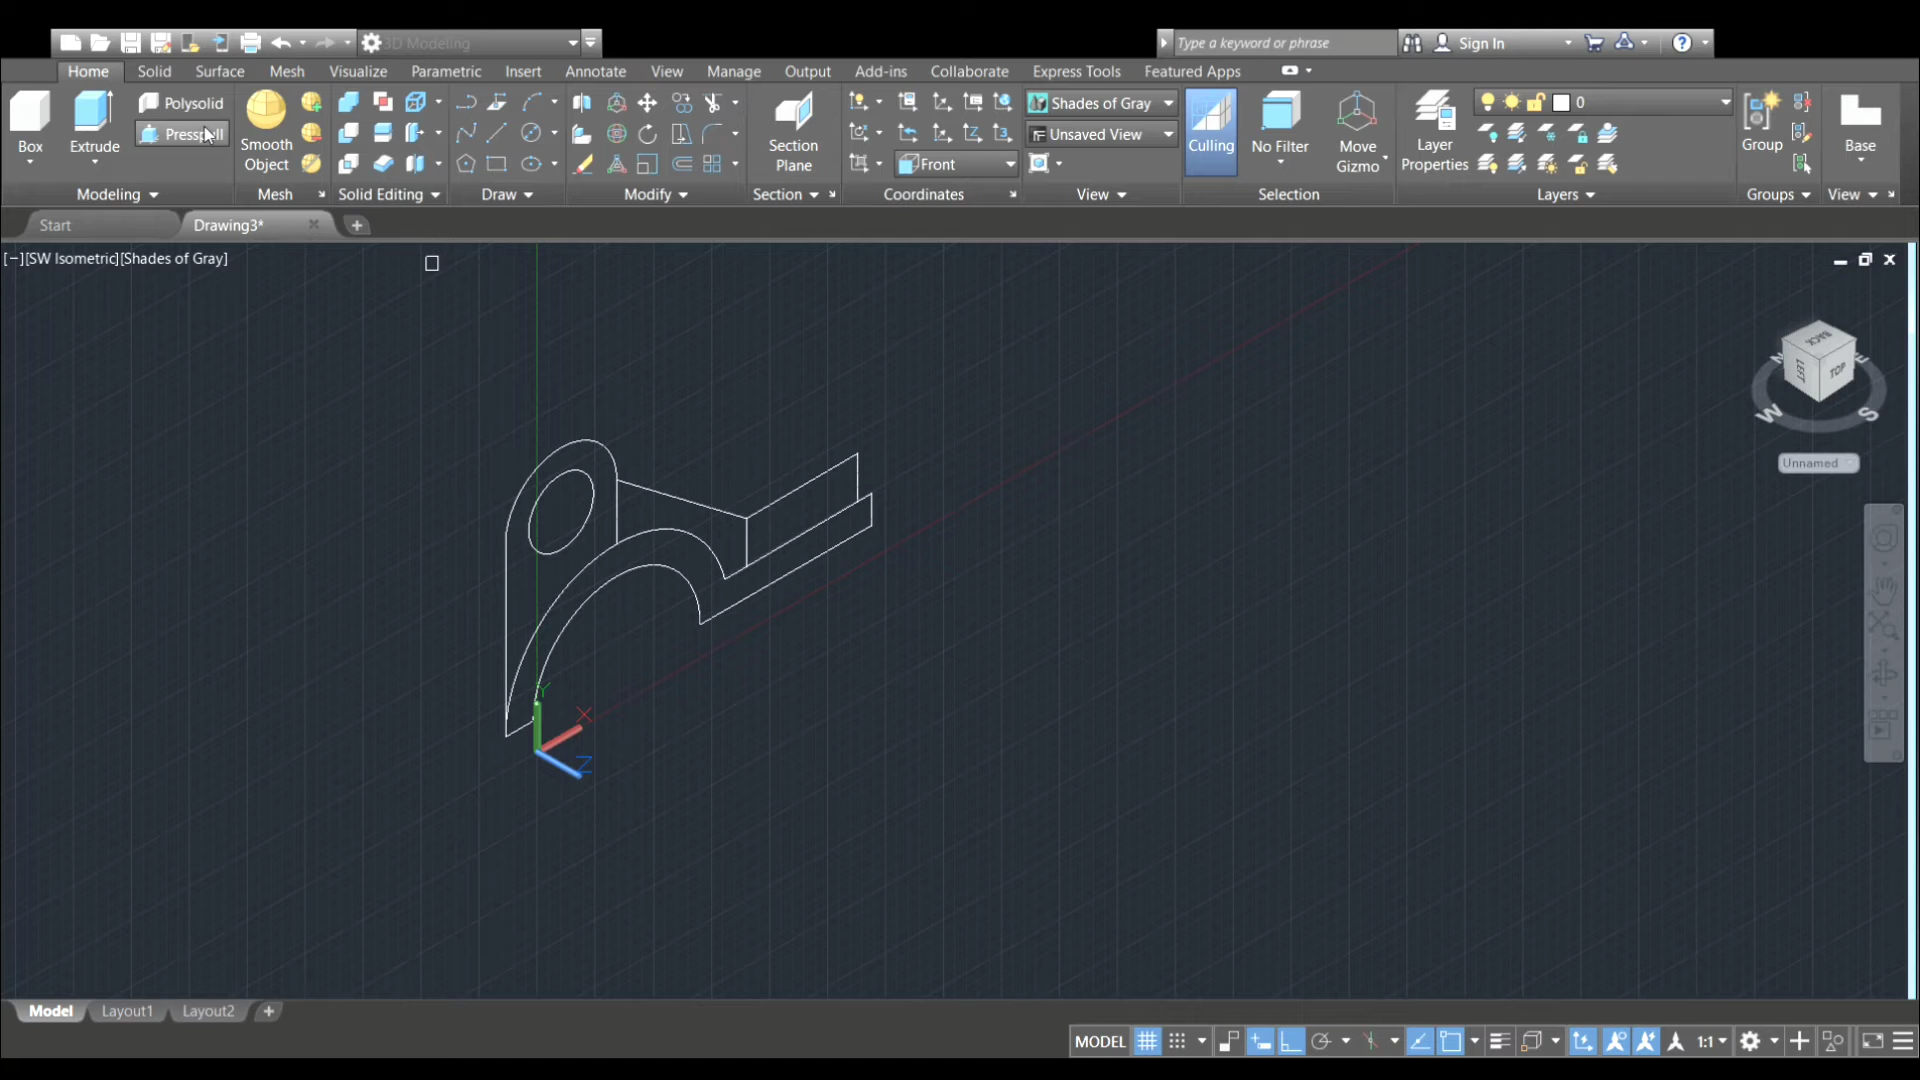 3D Modeling
Type a keyword or phrase
Sign In
Home Solid Surface Mesh Visualize Parametric Insert Annotate View Manage Output Add-ins Collaborate Express Tools Featured Apps
Box
Extrude
Polysolid
Presspull
Smooth
Object
Section
Plane
Front
Shades of Gray
Unsaved View
Culling
No Filter
Move
Gizmo
Layer
Properties
0
Group
Base
Modeling
Mesh
Solid Editing
Draw
Modify
Section
Coordinates
View
Selection
Layers
Groups
View
Start
Drawing3*
[−][SW Isometric][Shades of Gray]
BACK
LEFT
TOP
N
E
W
S
Unnamed
Y
X
Z
Model Layout1 Layout2
MODEL
1:1